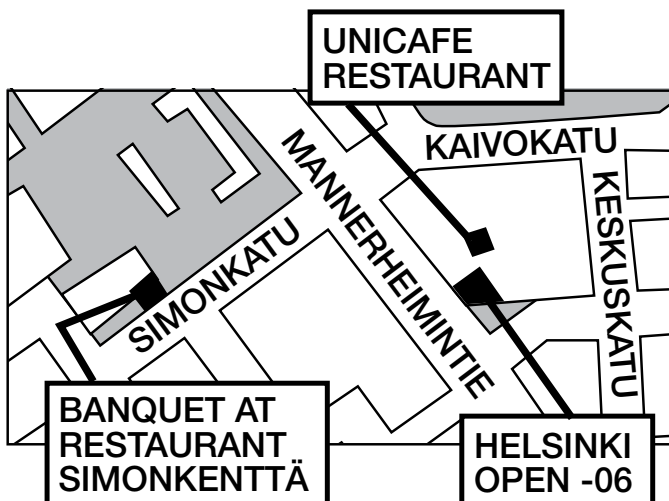 UNICAFE
RESTAURANT
KAIVOKATU
MANNERHEIMINTIE
KESKUSKATU
SIMONKATU
BANQUET AT
RESTAURANT
SIMONKENTTÄ
HELSINKI
OPEN -06